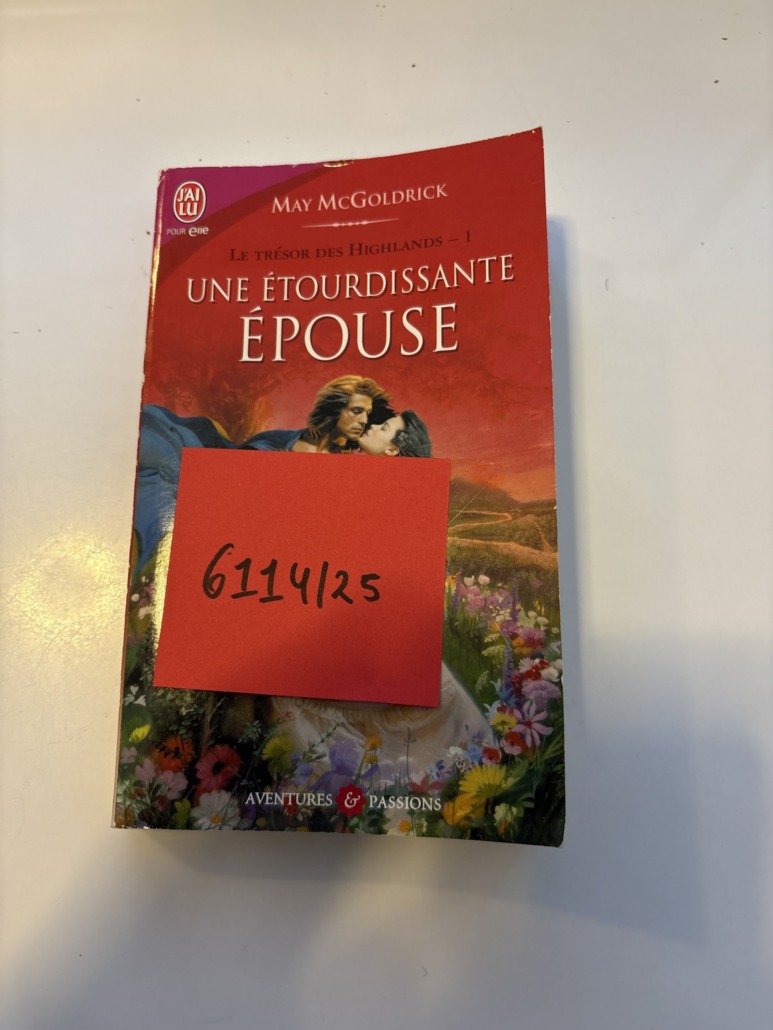 J'AI
LU
POUR elle
MAY MCGOLDRICK
LE TRÉSOR DES HIGHLANDS – 1
UNE ÉTOURDISSANTE
ÉPOUSE
6114/25
AVENTURES & PASSIONS